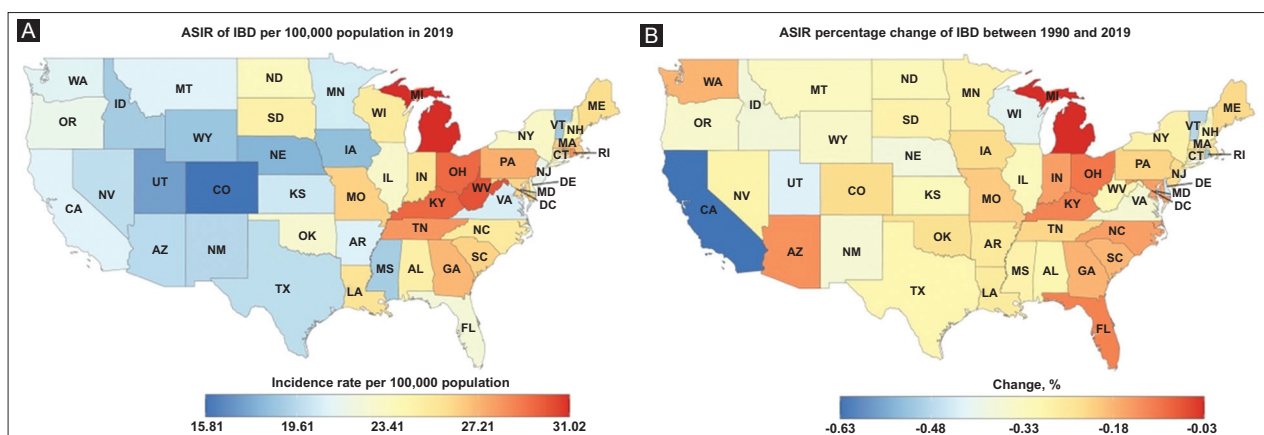 A
ASIR of IBD per 100,000 population in 2019
WA
MT
ND
MN
ID
OR
SD
WI
WY
NE
IA
MI
NY
VT
NH
ME
MA
CT
RI
NJ
PA
OH
IN
IL
NV
UT
CO
KS
MO
KY
WV
VA
DE
MD
DC
CA
AZ
NM
OK
AR
TN
NC
SC
MS
AL
GA
TX
LA
FL
Incidence rate per 100,000 population
15.81 19.61 23.41 27.21 31.02
B
ASIR percentage change of IBD between 1990 and 2019
WA
MT
ND
MN
ID
OR
SD
WI
WY
NE
IA
MI
NY
VT
NH
ME
MA
CT
RI
NJ
PA
OH
IN
IL
NV
UT
CO
KS
MO
KY
WV
VA
DE
MD
DC
CA
AZ
NM
OK
AR
TN
NC
SC
MS
AL
GA
TX
LA
FL
Change, %
-0.63 -0.48 -0.33 -0.18 -0.03